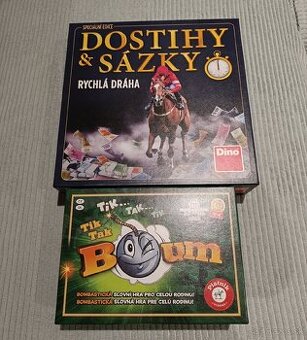 SPECIÁLNÍ EDICE
DOSTIHY
& SÁZKY
RYCHLÁ DRÁHA
Dino
Tik...
Tak...
Tik
Tak
Boum
BOMBASTICKÁ SLOVNÍ HRA PRO CELOU RODINU!
BOMBASTICKÁ SLOVNÁ HRA PRE CELÚ RODINU!
Piatnik